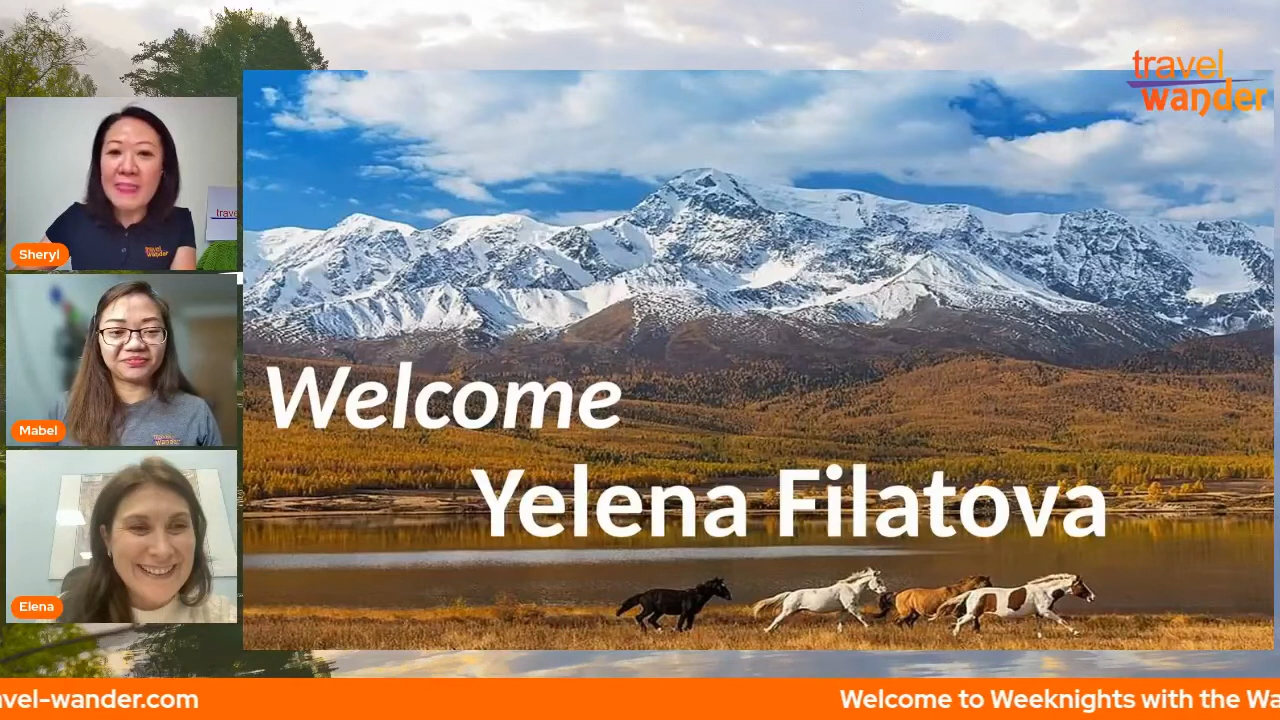 travel
wander
Sheryl
Mabel
Elena
Welcome
Yelena Filatova
avel-wander.com
Welcome to Weeknights with the Wa